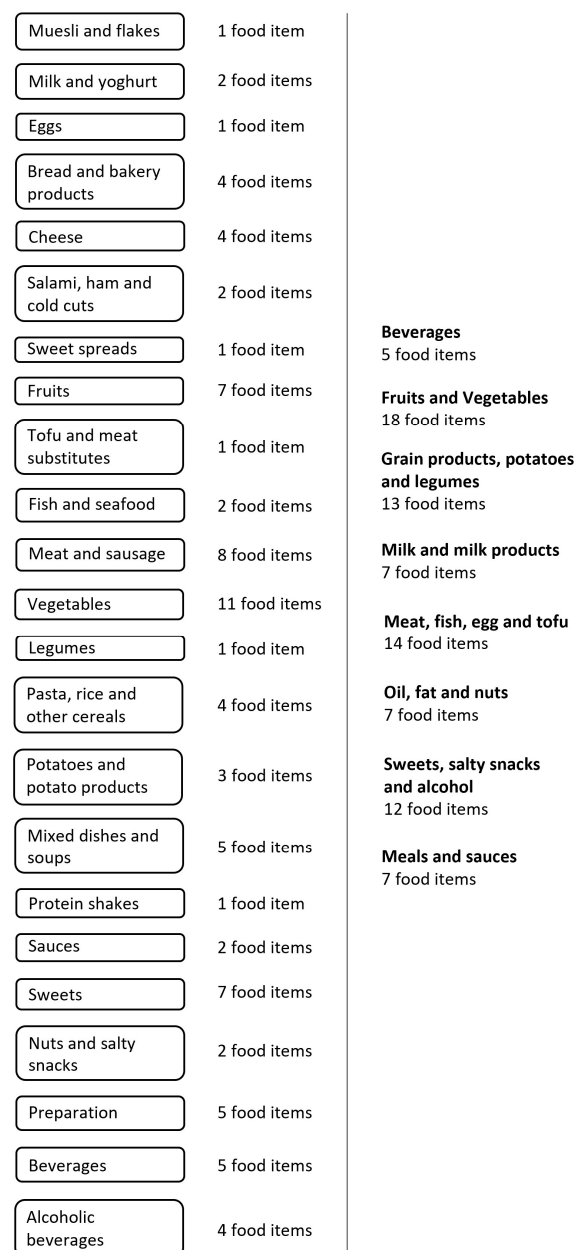 Muesli and flakes 1 food item
Milk and yoghurt 2 food items
Eggs 1 food item
Bread and bakery
products
4 food items
Cheese 4 food items
Salami, ham and
cold cuts
2 food items
Sweet spreads 1 food item
Fruits 7 food items
Tofu and meat
substitutes
1 food item
Fish and seafood 2 food items
Meat and sausage 8 food items
Vegetables 11 food items
Legumes 1 food item
Pasta, rice and
other cereals
4 food items
Potatoes and
potato products
3 food items
Mixed dishes and
soups
5 food items
Protein shakes 1 food item
Sauces 2 food items
Sweets 7 food items
Nuts and salty
snacks
2 food items
Preparation 5 food items
Beverages 5 food items
Alcoholic
beverages
4 food items
Beverages
5 food items
Fruits and Vegetables
18 food items
Grain products, potatoes
and legumes
13 food items
Milk and milk products
7 food items
Meat, fish, egg and tofu
14 food items
Oil, fat and nuts
7 food items
Sweets, salty snacks
and alcohol
12 food items
Meals and sauces
7 food items